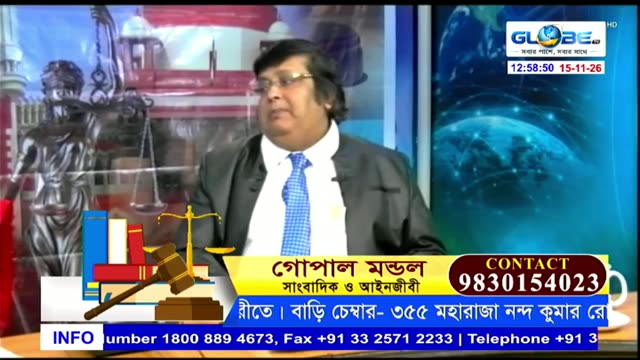 GLOBE TV
সবার পাশে, সবার সাথে
HD
12:58:50 15-11-26
গোপাল মন্ডল
সাংবাদিক ও আইনজীবী
CONTACT
9830154023
রীতে। বাড়ি চেম্বার- ৩৫৫ মহারাজা নন্দ কুমার রো
INFO umber 1800 889 4673, Fax +91 33 2571 2233 | Telephone +91 3